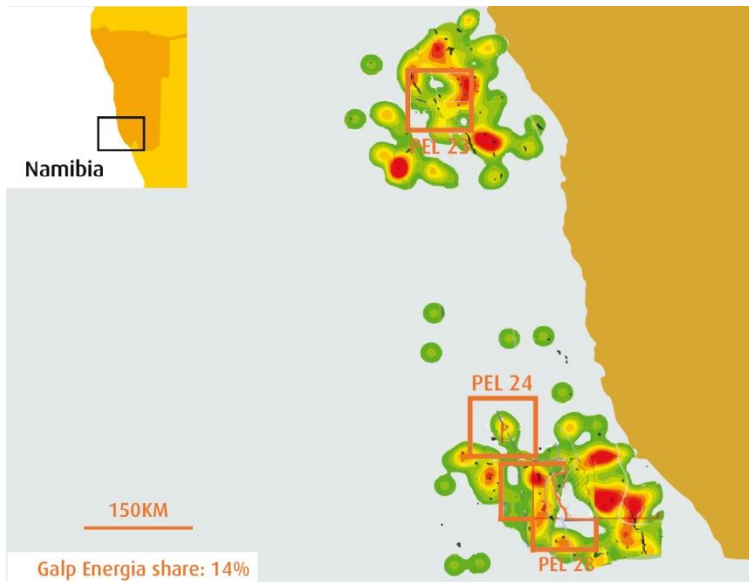 Namibia
PEL 23
PEL 24
150KM
PEL 28
Galp Energia share: 14%